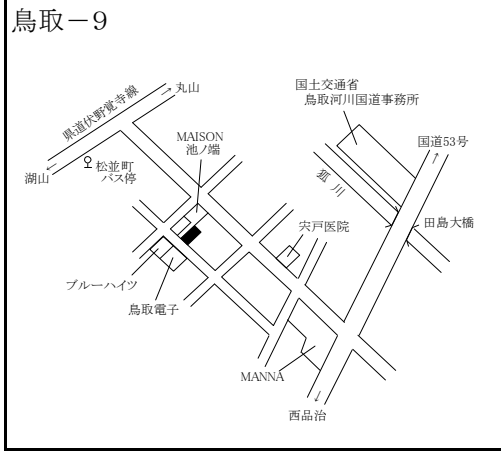 鳥取－9
国土交通省
鳥取河川国道事務所
丸山
県道伏野覚寺線
MAISON
池ノ端
国道53号
松並町
バス停
湖山
狐川
宍戸医院
田島大橋
ブルーハイツ
鳥取電子
MANNA
西品治